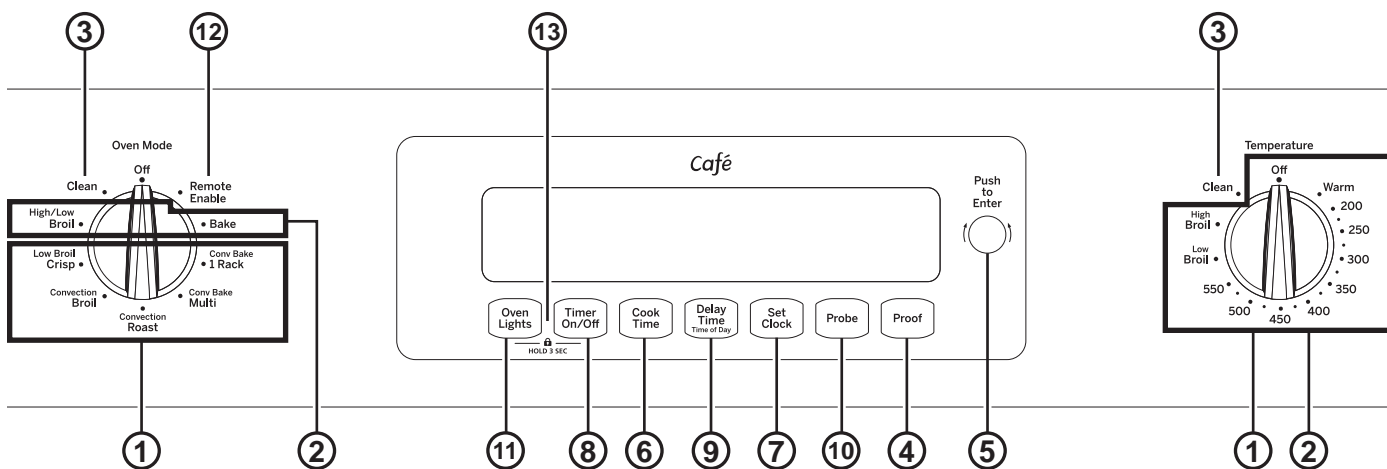 3
12
13
3
Oven Mode
Off
Clean
Remote
Enable
High/Low
Broil
Bake
Low Broil
Crisp
Conv Bake
1 Rack
Convection
Broil
Conv Bake
Multi
Convection
Roast
Café
Push
to
Enter
Oven
Lights
Timer
On/Off
Cook
Time
Delay
Time
Time of Day
Set
Clock
Probe
Proof
HOLD 3 SEC
Temperature
Off
Clean
Warm
High
Broil
200
250
Low
Broil
300
550
350
500
400
450
1
2
11
8
6
9
7
10
4
5
1
2